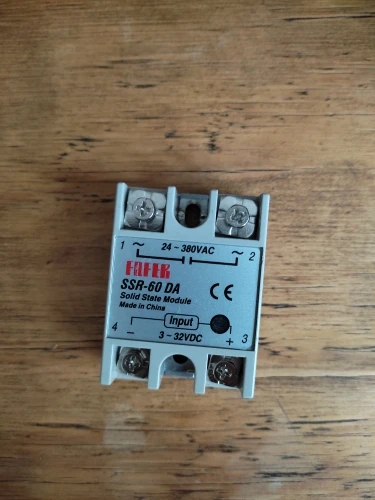 24~380VAC
1 ~ ~ 2
SSR-60 DA
CE
Solid State Module
Made in China
4 - Input + 3
3~32VDC